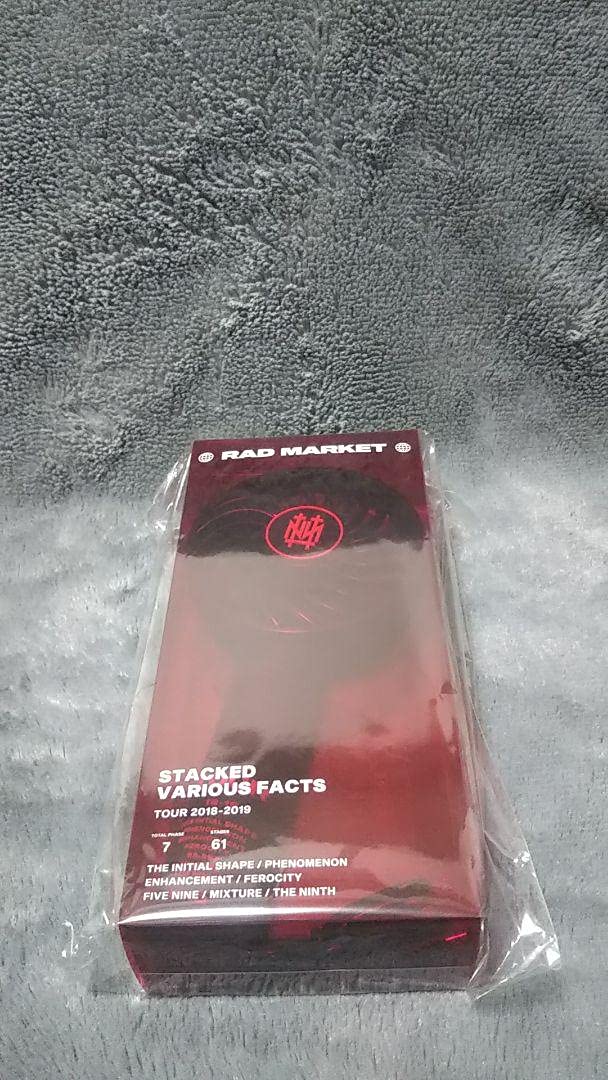 RAD MARKET
STACKED
VARIOUS FACTS
TOUR 2018-2019
TOTAL PHASE
STAGES
7
61
THE INITIAL SHAPE / PHENOMENON
ENHANCEMENT / FEROCITY
FIVE NINE / MIXTURE / THE NINTH